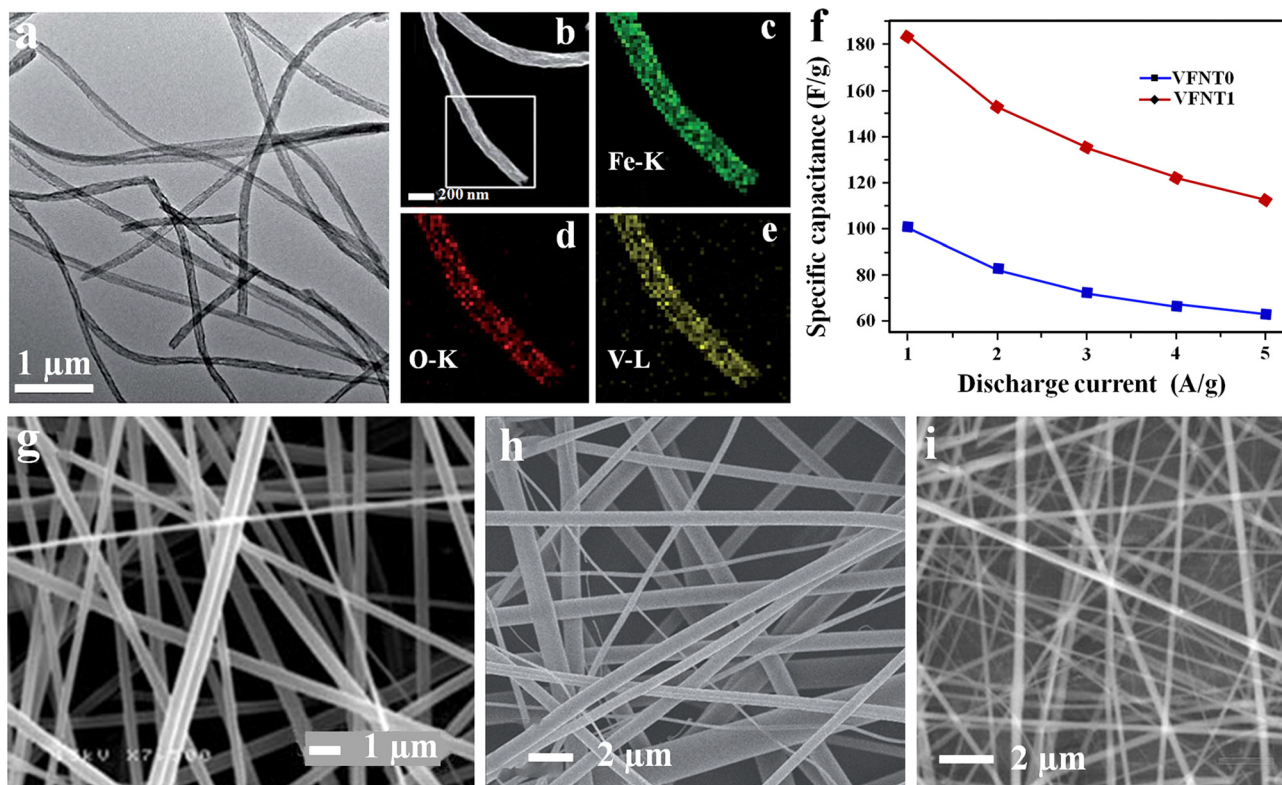 a
1 µm
b
200 nm
c
Fe-K
d
O-K
e
V-L
f
Specific capacitance (F/g)
180
160
140
120
100
80
60
VFNT0
VFNT1
1 2 3 4 5
Discharge current (A/g)
g
1 µm
h
2 µm
i
2 µm